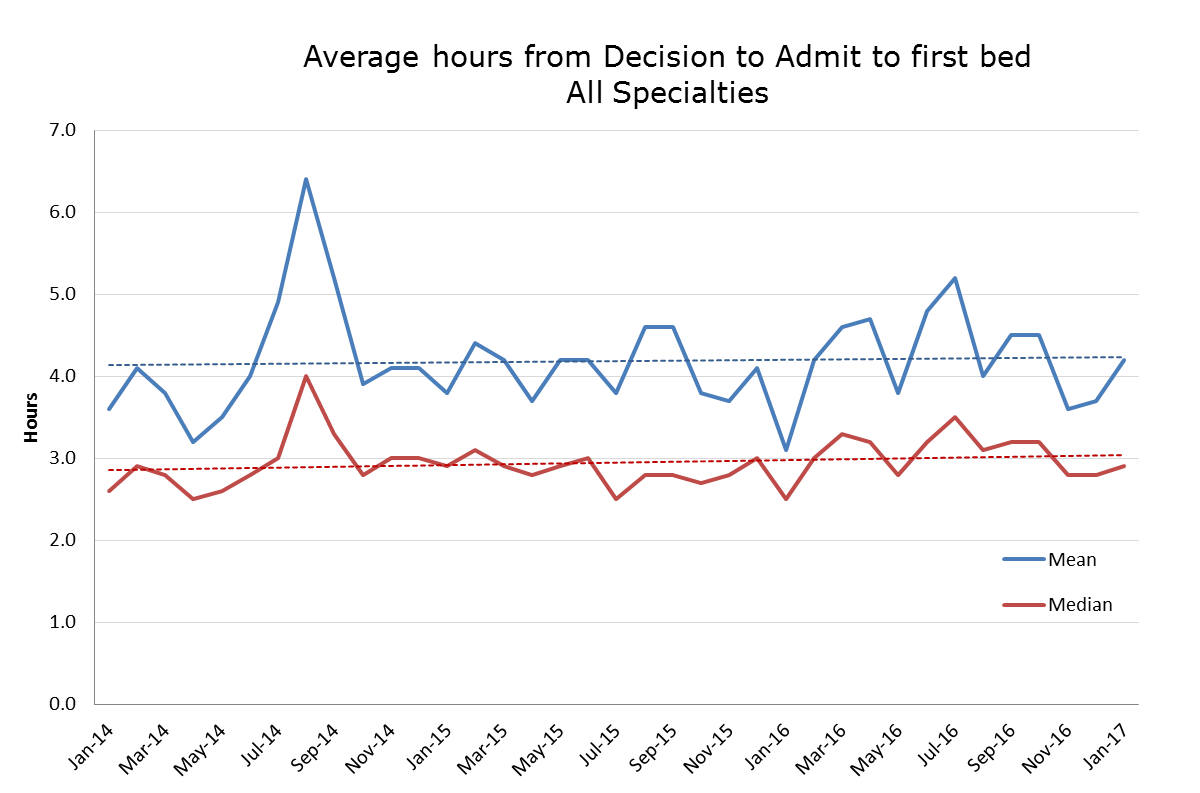 Average hours from Decision to Admit to first bed
All Specialties
7.0
6.0
5.0
4.0
3.0
2.0
1.0
0.0
Hours
Mean
Median
Jan-14
Mar-14
May-14
Jul-14
Sep-14
Nov-14
Jan-15
Mar-15
May-15
Jul-15
Sep-15
Nov-15
Jan-16
Mar-16
May-16
Jul-16
Sep-16
Nov-16
Jan-17